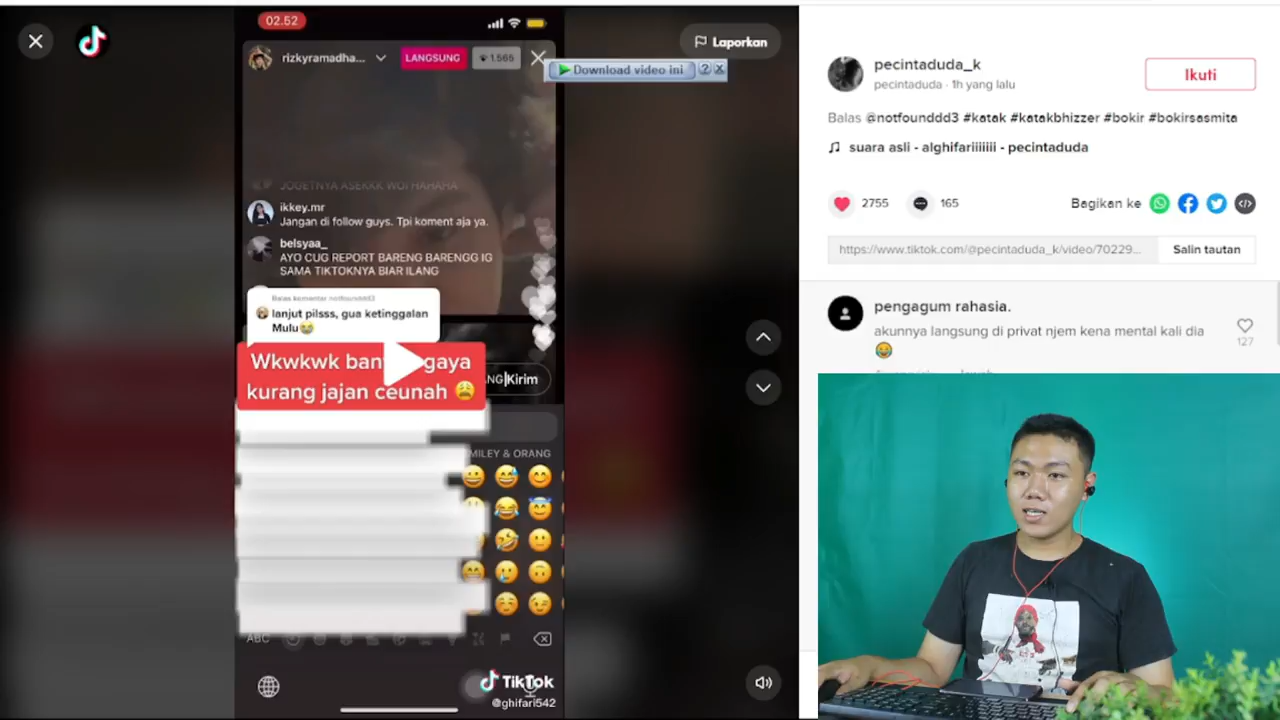 02.52
rizkyramadha...
LANGSUNG
1.565
Laporkan
Download video ini
JOGETNYA ASEKKK WOI HAHAHA
ikkey.mr
Jangan di follow guys. Tpi koment aja ya.
belsyaa_
AYO CUG REPORT BARENG BARENGG IG
SAMA TIKTOKNYA BIAR ILANG
Balas komentar notfounddd3
lanjut pilsss, gua ketinggalan
Mulu😭
gaya
kurang jajan ceunah 😩
Kirim
MILEY & ORANG
ABC
TikTok
@ghifari542
pecintaduda_k
pecintaduda · 1h yang lalu
Ikuti
Balas @notfounddd3 #katak #katakbhizzer #bokir #bokirsasmita
suara asli - alghifariiiiiii - pecintaduda
2755
165
Bagikan ke
https://www.tiktok.com/@pecintaduda_k/video/70229...
Salin tautan
pengagum rahasia.
akunnya langsung di privat njem kena mental kali dia
😂
127